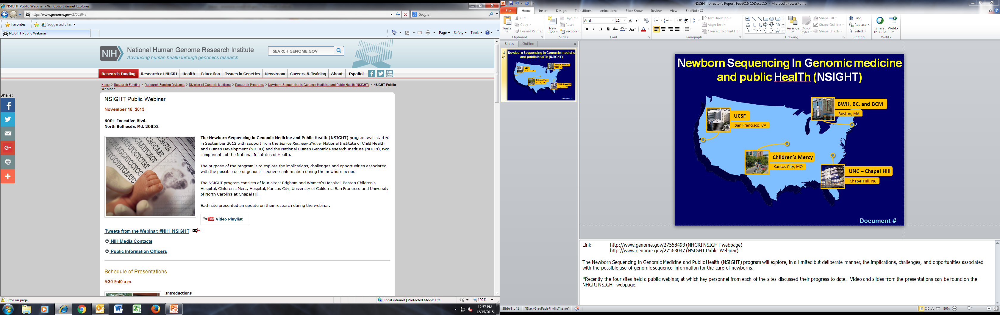 NSIGHT Public Webinar - Windows Internet Explorer
http://www.genome.gov/27563047
Google
Favorites
Suggested Sites
NSIGHT Public Webinar
Page
Safety
Tools
NIH
National Human Genome Research Institute
Advancing human health through genomics research
SEARCH GENOME.GOV
Research Funding
Research at NHGRI
Health
Education
Issues in Genetics
Newsroom
Careers & Training
About
Español
Home > Research Funding > Research Funding Divisions > Division of Genomic Medicine > Research Programs > Newborn Sequencing in Genomic Medicine and Public Health (NSIGHT) > NSIGHT Public
Webinar
Share:
NSIGHT Public Webinar
November 18, 2015
6001 Executive Blvd.
North Bethesda, Md. 20852
The Newborn Sequencing in Genomic Medicine and Public Health (NSIGHT) program was started
in September 2013 with support from the Eunice Kennedy Shriver National Institute of Child Health
and Human Development (NICHD) and the National Human Genomic Research Institute (NHGRI), two
components of the National Institutes of Health.
The purpose of the program is to explore the implications, challenges and opportunities associated
with the possible use of genomic sequence information during the newborn period.
The NSIGHT program consists of four sites: Brigham and Women's Hospital, Boston Children's
Hospital, Children's Mercy Hospital, Kansas City, University of California San Francisco and University
of North Carolina at Chapel Hill.
Each site presented an update on their research during the webinar.
YouTube Video Playlist
Tweets from the Webinar: #NIH_NSIGHT
PDF
NIH Media Contacts
Public Information Officers
Schedule of Presentations
9:30-9:40 a.m.
Introductions
Error on page.
Local intranet | Protected Mode: Off
100%
12:57 PM
12/15/2015
NSIGHT_Director's Report_Feb2016_15Dec2015 - Microsoft PowerPoint
File
Home
Insert
Design
Transitions
Animations
Slide Show
Review
View
EndNote X7
Paste
Cut
Copy
Format Painter
Clipboard
New
Slide
Layout
Reset
Section
Slides
Arial
12
Font
Text Direction
Align Text
Convert to SmartArt
Paragraph
Arrange
Quick
Styles
Shape Fill
Shape Outline
Shape Effects
Drawing
Find
Replace
Select
Editing
Share
This File
WebEx
WebEx
Slides
Outline
1
Newborn Sequencing In Genomic medicine
and public HealTh (NSIGHT)
Newborn Sequencing In Genomic medicine
and public HealTh (NSIGHT)
UCSF
San Francisco, CA
BWH, BC, and BCM
Boston, MA
Children's Mercy
Kansas City, MO
UNC – Chapel Hill
Chapel Hill, NC
Document #
Link: http://www.genome.gov/27558493 (NHGRI NSIGHT webpage)
http://www.genome.gov/27563047 (NSIGHT Public Webinar)
The Newborn Sequencing in Genomic Medicine and Public Health (NSIGHT) program will explore, in a limited but deliberate manner, the implications, challenges, and opportunities associated
with the possible use of genomic sequence information for the care of newborns.
*Recently the four sites held a public webinar, at which key personnel from each of the sites discussed their progress to date. Video and slides from the presentations can be found on the
NHGRI NSIGHT webpage.
Slide 1 of 1
"BlackGreyFadePhyllisTheme"
80%